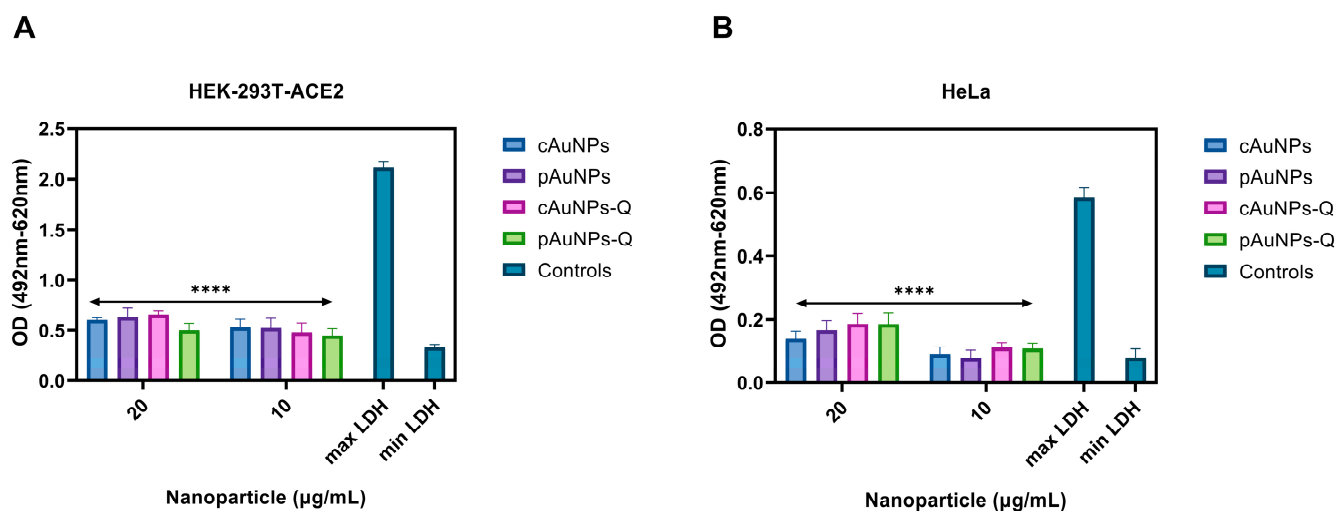 A
HEK-293T-ACE2
OD (492nm-620nm)
2.5
2.0
1.5
1.0
0.5
0.0
****
20
10
max LDH
min LDH
Nanoparticle (µg/mL)
cAuNPs
pAuNPs
cAuNPs-Q
pAuNPs-Q
Controls
B
HeLa
OD (492nm-620nm)
0.8
0.6
0.4
0.2
0.0
****
20
10
max LDH
min LDH
Nanoparticle (µg/mL)
cAuNPs
pAuNPs
cAuNPs-Q
pAuNPs-Q
Controls